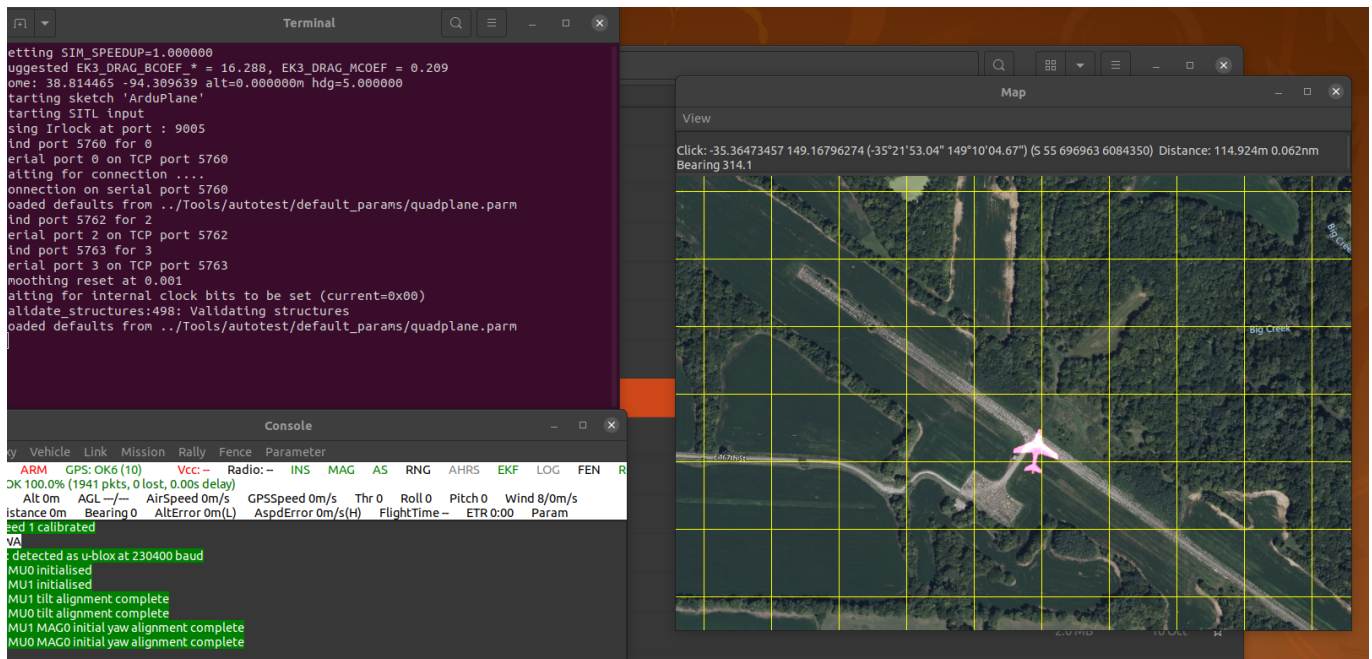 Terminal
etting SIM_SPEEDUP=1.000000
uggested EK3_DRAG_BCOEF_* = 16.288, EK3_DRAG_MCOEF = 0.209
ome: 38.814465 -94.309639 alt=0.000000m hdg=5.000000
tarting sketch 'ArduPlane'
tarting SITL input
sing Irlock at port : 9005
ind port 5760 for 0
erial port 0 on TCP port 5760
aiting for connection ....
onnection on serial port 5760
oaded defaults from ../Tools/autotest/default_params/quadplane.parm
ind port 5762 for 2
erial port 2 on TCP port 5762
ind port 5763 for 3
erial port 3 on TCP port 5763
moothing reset at 0.001
aiting for internal clock bits to be set (current=0x00)
alidate_structures:498: Validating structures
oaded defaults from ../Tools/autotest/default_params/quadplane.parm
Console
xy Vehicle Link Mission Rally Fence Parameter
ARM GPS: OK6 (10) Vcc: -- Radio: -- INS MAG AS RNG AHRS EKF LOG FEN R
OK 100.0% (1941 pkts, 0 lost, 0.00s delay)
Alt 0m AGL ---/--- AirSpeed 0m/s GPSSpeed 0m/s Thr 0 Roll 0 Pitch 0 Wind 8/0m/s
istance 0m Bearing 0 AltError 0m(L) AspdError 0m/s(H) FlightTime -- ETR 0:00 Param
eed 1 calibrated
WA
: detected as u-blox at 230400 baud
MU0 initialised
MU1 initialised
MU1 tilt alignment complete
MU0 tilt alignment complete
MU1 MAG0 initial yaw alignment complete
MU0 MAG0 initial yaw alignment complete
Map
View
Click: -35.36473457 149.16796274 (-35°21'53.04" 149°10'04.67") (S 55 696963 6084350) Distance: 114.924m 0.062nm
Bearing 314.1
Big Cree
Big Creek
E 467th St
2.0 MB 10 Oct